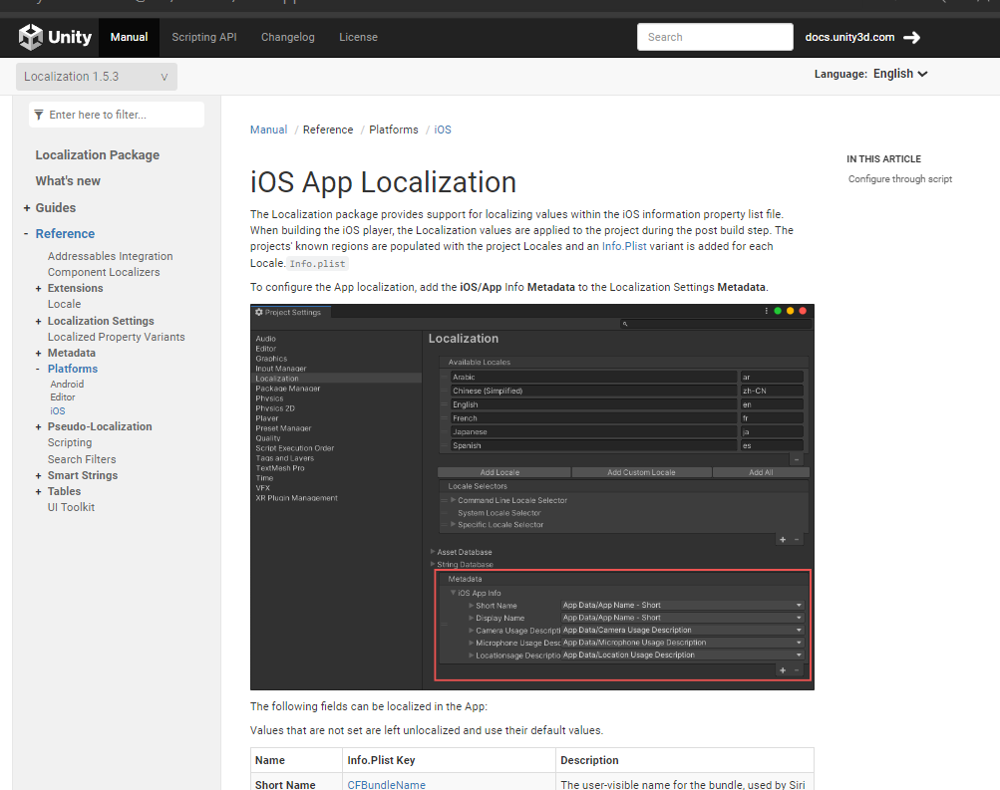 Unity
Manual
Scripting API
Changelog
License
Search
docs.unity3d.com
Localization 1.5.3
Language: English
Enter here to filter...
Localization Package
What's new
+ Guides
- Reference
Addressables Integration
Component Localizers
+ Extensions
Locale
+ Localization Settings
Localized Property Variants
+ Metadata
- Platforms
Android
Editor
iOS
+ Pseudo-Localization
Scripting
Search Filters
+ Smart Strings
+ Tables
UI Toolkit
Manual / Reference / Platforms / iOS
iOS App Localization
The Localization package provides support for localizing values within the iOS information property list file.
When building the iOS player, the Localization values are applied to the project during the post build step. The
projects' known regions are populated with the project Locales and an Info.Plist variant is added for each
Locale. Info.plist
To configure the App localization, add the iOS/App Info Metadata to the Localization Settings Metadata.
Project Settings
Audio
Editor
Graphics
Input Manager
Localization
Package Manager
Physics
Physics 2D
Player
Preset Manager
Quality
Script Execution Order
Tags and Layers
TextMesh Pro
Time
VFX
XR Plugin Management
Localization
Available Locales
Arabic ar
Chinese (Simplified) zh-CN
English en
French fr
Japanese ja
Spanish es
-
Add Locale Add Custom Locale Add All
Locale Selectors
Command Line Locale Selector
System Locale Selector
Specific Locale Selector
+ -
Asset Database
String Database
Metadata
iOS App Info
Short Name App Data/App Name - Short
Display Name App Data/App Name - Short
Camera Usage Descripti App Data/Camera Usage Description
Microphone Usage Desc App Data/Microphone Usage Description
Locationsage Descriptio App Data/Location Usage Description
+ -
The following fields can be localized in the App:
Values that are not set are left unlocalized and use their default values.
Name Info.Plist Key Description
Short Name CFBundleName The user-visible name for the bundle, used by Siri
IN THIS ARTICLE
Configure through script